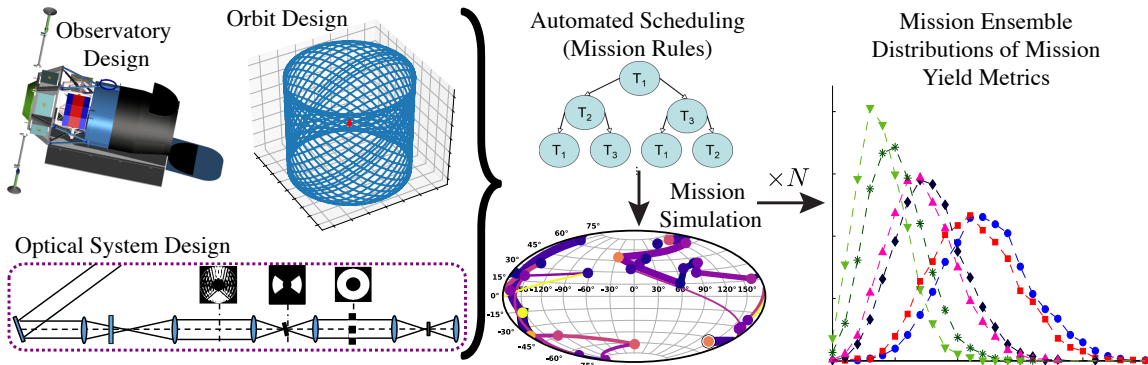 Observatory
Design
Orbit Design
Optical System Design
Automated Scheduling
(Mission Rules)
T1
T2
T3
T1
T3
T1
T2
Mission
Simulation
×N
75°
60°
45°
30°
15°
0°
-15°
-30°
-45°
-60°
-75°
-150°-120°-90°-60°-30° 0° 30° 60° 90° 120° 150°
Mission Ensemble
Distributions of Mission
Yield Metrics